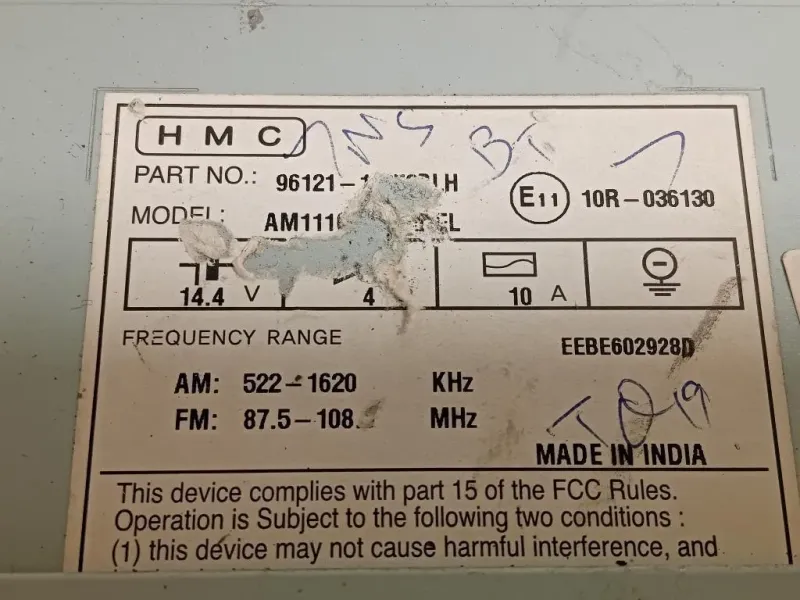 HMC
BT
PART NO.:
MODEL:
E11 10R-036130
14.4 V 4 10 A
FREQUENCY RANGE
EEBE602928D
AM: 522-1620 KHz
FM: 87.5-108. MHz
MADE IN INDIA
This device complies with part 15 of the FCC Rules.
Operation is Subject to the following two conditions :
(1) this device may not cause harmful interference, and